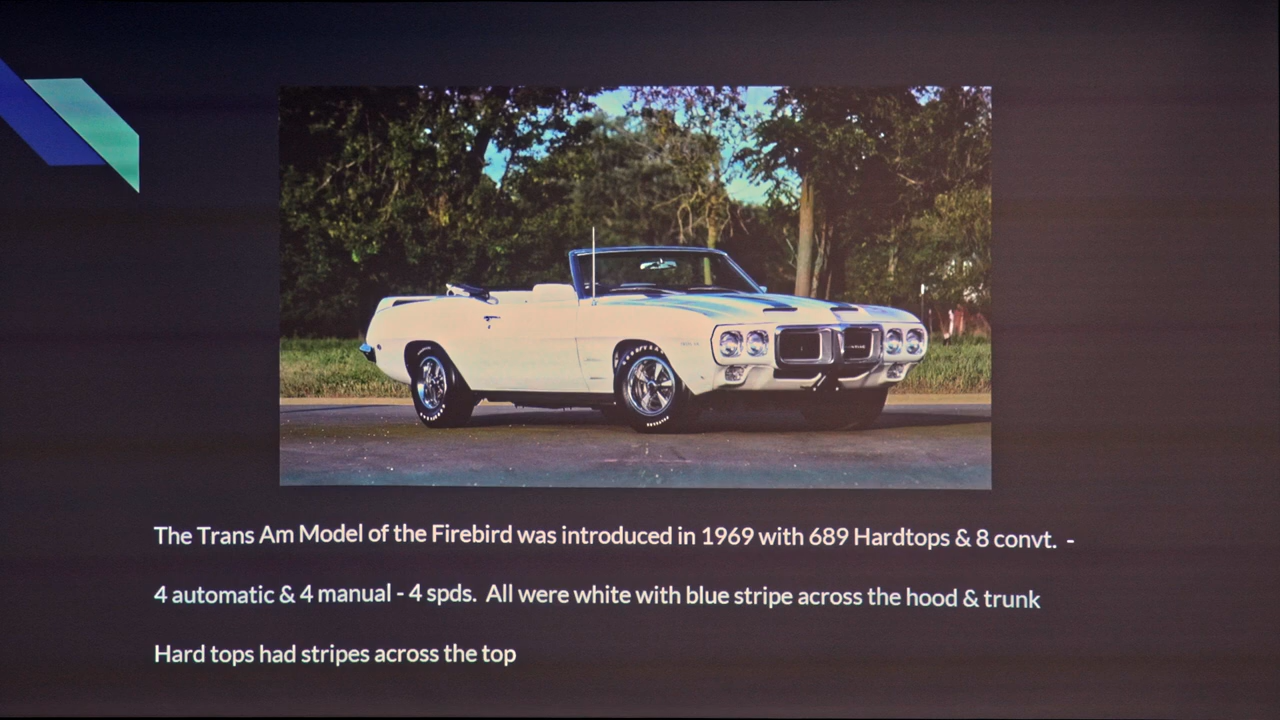 The Trans Am Model of the Firebird was introduced in 1969 with 689 Hardtops & 8 convt. -
4 automatic & 4 manual - 4 spds. All were white with blue stripe across the hood & trunk
Hard tops had stripes across the top